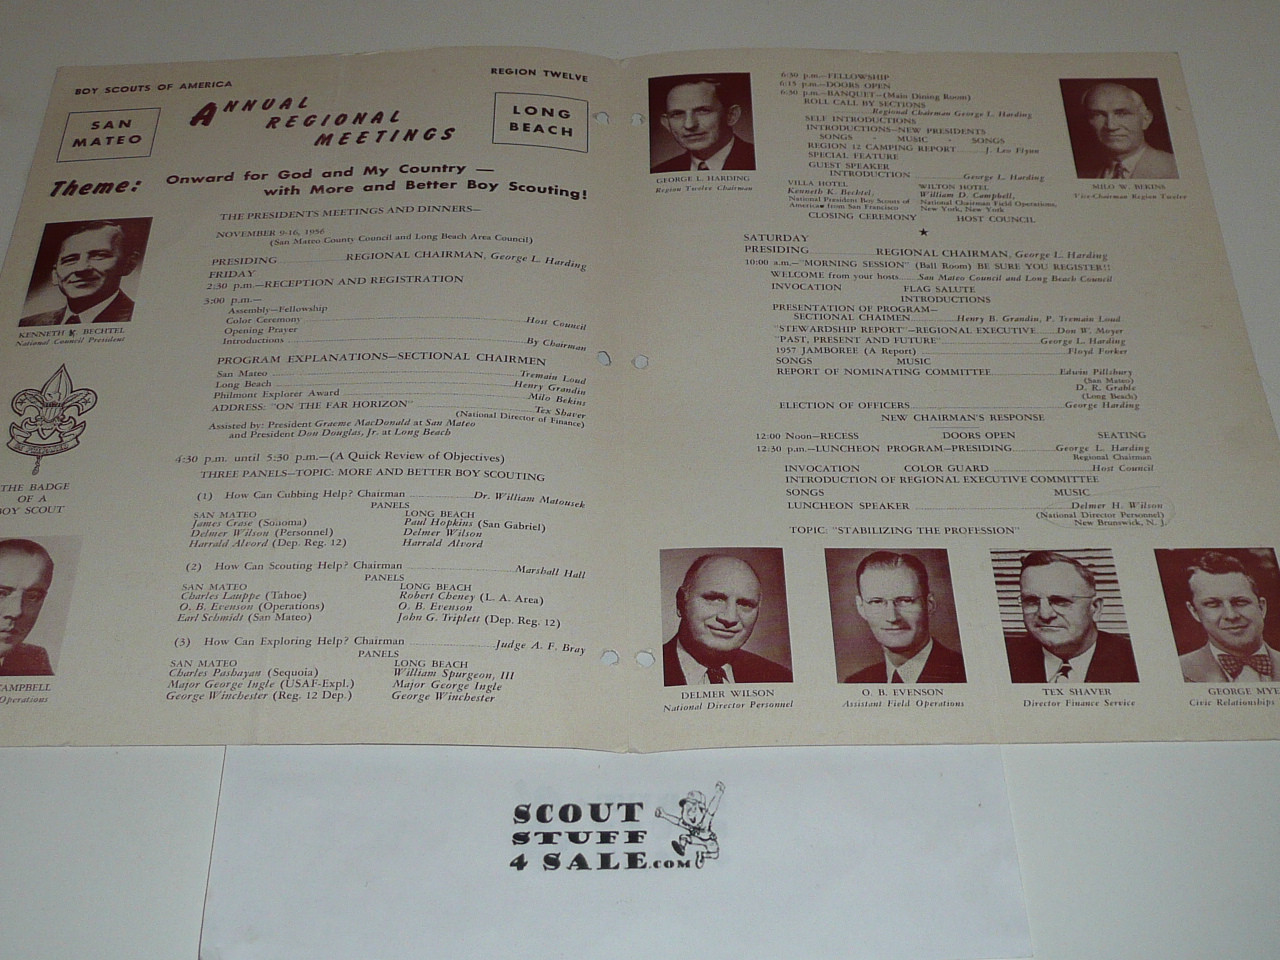 BOY SCOUTS OF AMERICA
REGION TWELVE
SAN MATEO
ANNUAL
REGIONAL
MEETINGS
LONG BEACH
Theme: Onward for God and My Country —
with More and Better Boy Scouting!
THE PRESIDENTS MEETINGS AND DINNERS—
NOVEMBER 9-16, 1956
(San Mateo County Council and Long Beach Area Council)
PRESIDING REGIONAL CHAIRMAN, George L. Harding
FRIDAY
2:30 p.m.—RECEPTION AND REGISTRATION
3:00 p.m.—
Assembly—Fellowship
Color Ceremony Host Council
Opening Prayer
Introductions By Chairman
PROGRAM EXPLANATIONS—SECTIONAL CHAIRMEN
San Mateo Tremain Loud
Long Beach Henry Grandin
Philmont Explorer Award Milo Bekins
ADDRESS: "ON THE FAR HORIZON" Tex Shaver
(National Director of Finance)
Assisted by: President Graeme MacDonald at San Mateo
and President Don Douglas, Jr. at Long Beach
4:30 p.m. until 5:30 p.m.—(A Quick Review of Objectives)
THREE PANELS—TOPIC: MORE AND BETTER BOY SCOUTING
(1) How Can Cubbing Help? Chairman Dr. William Matousek
PANELS
SAN MATEO LONG BEACH
James Crase (Sonoma) Paul Hopkins (San Gabriel)
Delmer Wilson (Personnel) Delmer Wilson
Harrald Alvord (Dep. Reg. 12) Harrald Alvord
(2) How Can Scouting Help? Chairman Marshall Hall
PANELS
SAN MATEO LONG BEACH
Charles Lauppe (Tahoe) Robert Cheney (L. A. Area)
O. B. Evenson (Operations) O. B. Evenson
Earl Schmidt (San Mateo) John G. Triplett (Dep. Reg. 12)
(3) How Can Exploring Help? Chairman Judge A. F. Bray
PANELS
SAN MATEO LONG BEACH
Charles Pashayan (Sequoia) William Spurgeon, III
Major George Ingle (USAF-Expl.) Major George Ingle
George Winchester (Reg. 12 Dep.) George Winchester
KENNETH K. BECHTEL
National Council President
BE PREPARED
THE BADGE
OF A
BOY SCOUT
CAMPBELL
Operations
GEORGE L. HARDING
Region Twelve Chairman
6:30 p.m.—FELLOWSHIP
6:15 p.m.—DOORS OPEN
6:30 p.m.—BANQUET—(Main Dining Room)
ROLL CALL BY SECTIONS
Regional Chairman George L. Harding
SELF INTRODUCTIONS
INTRODUCTIONS—NEW PRESIDENTS
SONGS - MUSIC - SONGS
REGION 12 CAMPING REPORT J. Leo Flynn
SPECIAL FEATURE
GUEST SPEAKER
INTRODUCTION George L. Harding
VILLA HOTEL WILTON HOTEL
Kenneth K. Bechtel, William D. Campbell,
National President Boy Scouts of National Chairman Field Operations,
America from San Francisco New York, New York
CLOSING CEREMONY HOST COUNCIL
MILO W. BEKINS
Vice-Chairman Region Twelve
SATURDAY
PRESIDING REGIONAL CHAIRMAN, George L. Harding
10:00 a.m.—"MORNING SESSION" (Ball Room) BE SURE YOU REGISTER!!
WELCOME from your hosts San Mateo Council and Long Beach Council
INVOCATION FLAG SALUTE
INTRODUCTIONS
PRESENTATION OF PROGRAM—
SECTIONAL CHAIMEN Henry B. Grandin, P. Tremain Loud
"STEWARDSHIP REPORT"—REGIONAL EXECUTIVE Don W. Moyer
"PAST, PRESENT AND FUTURE" George L. Harding
1957 JAMBOREE (A Report) Floyd Forker
SONGS MUSIC
REPORT OF NOMINATING COMMITTEE Edwin Pillsbury
(San Mateo)
D. R. Grable
(Long Beach)
ELECTION OF OFFICERS George Harding
NEW CHAIRMAN'S RESPONSE
12:00 Noon—RECESS DOORS OPEN SEATING
12:30 p.m.—LUNCHEON PROGRAM—PRESIDING George L. Harding
Regional Chairman
INVOCATION COLOR GUARD Host Council
INTRODUCTION OF REGIONAL EXECUTIVE COMMITTEE
SONGS MUSIC
LUNCHEON SPEAKER Delmer H. Wilson
(National Director Personnel)
New Brunswick, N. J.
TOPIC: "STABILIZING THE PROFESSION"
DELMER WILSON
National Director Personnel
O. B. EVENSON
Assistant Field Operations
TEX SHAVER
Director Finance Service
GEORGE MYE
Civic Relationships
SCOUT
STUFF
4 SALE.COM